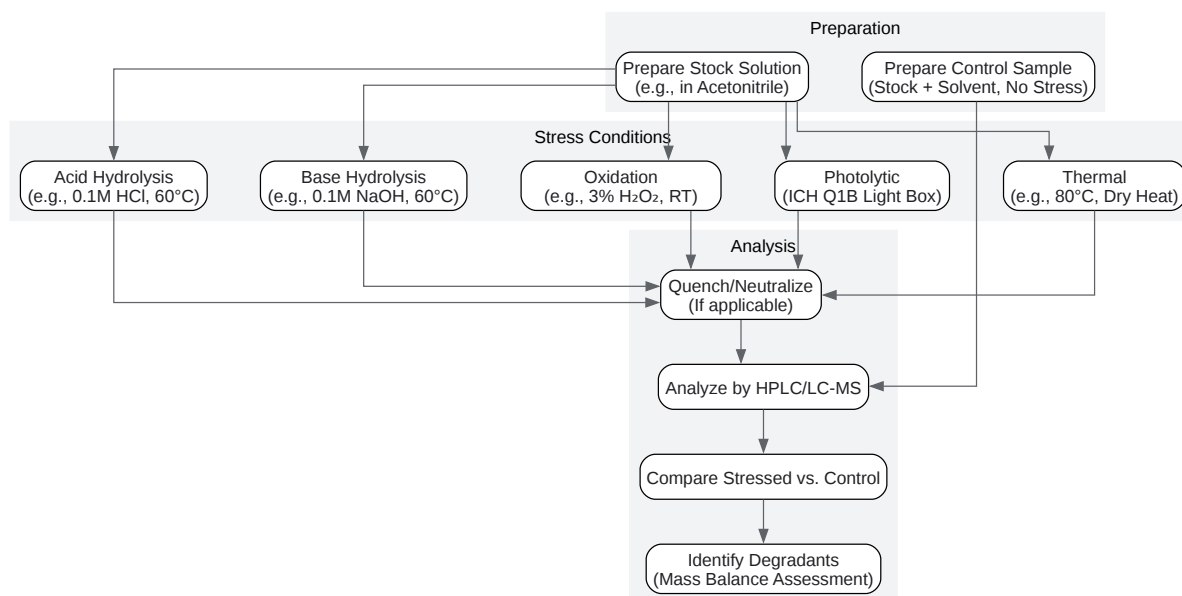 Preparation
Prepare Stock Solution
(e.g., in Acetonitrile)
Prepare Control Sample
(Stock + Solvent, No Stress)
Stress Conditions
Acid Hydrolysis
(e.g., 0.1M HCl, 60°C)
Base Hydrolysis
(e.g., 0.1M NaOH, 60°C)
Oxidation
(e.g., 3% H₂O₂, RT)
Photolytic
(ICH Q1B Light Box)
Thermal
(e.g., 80°C, Dry Heat)
Analysis
Quench/Neutralize
(If applicable)
Analyze by HPLC/LC-MS
Compare Stressed vs. Control
Identify Degradants
(Mass Balance Assessment)